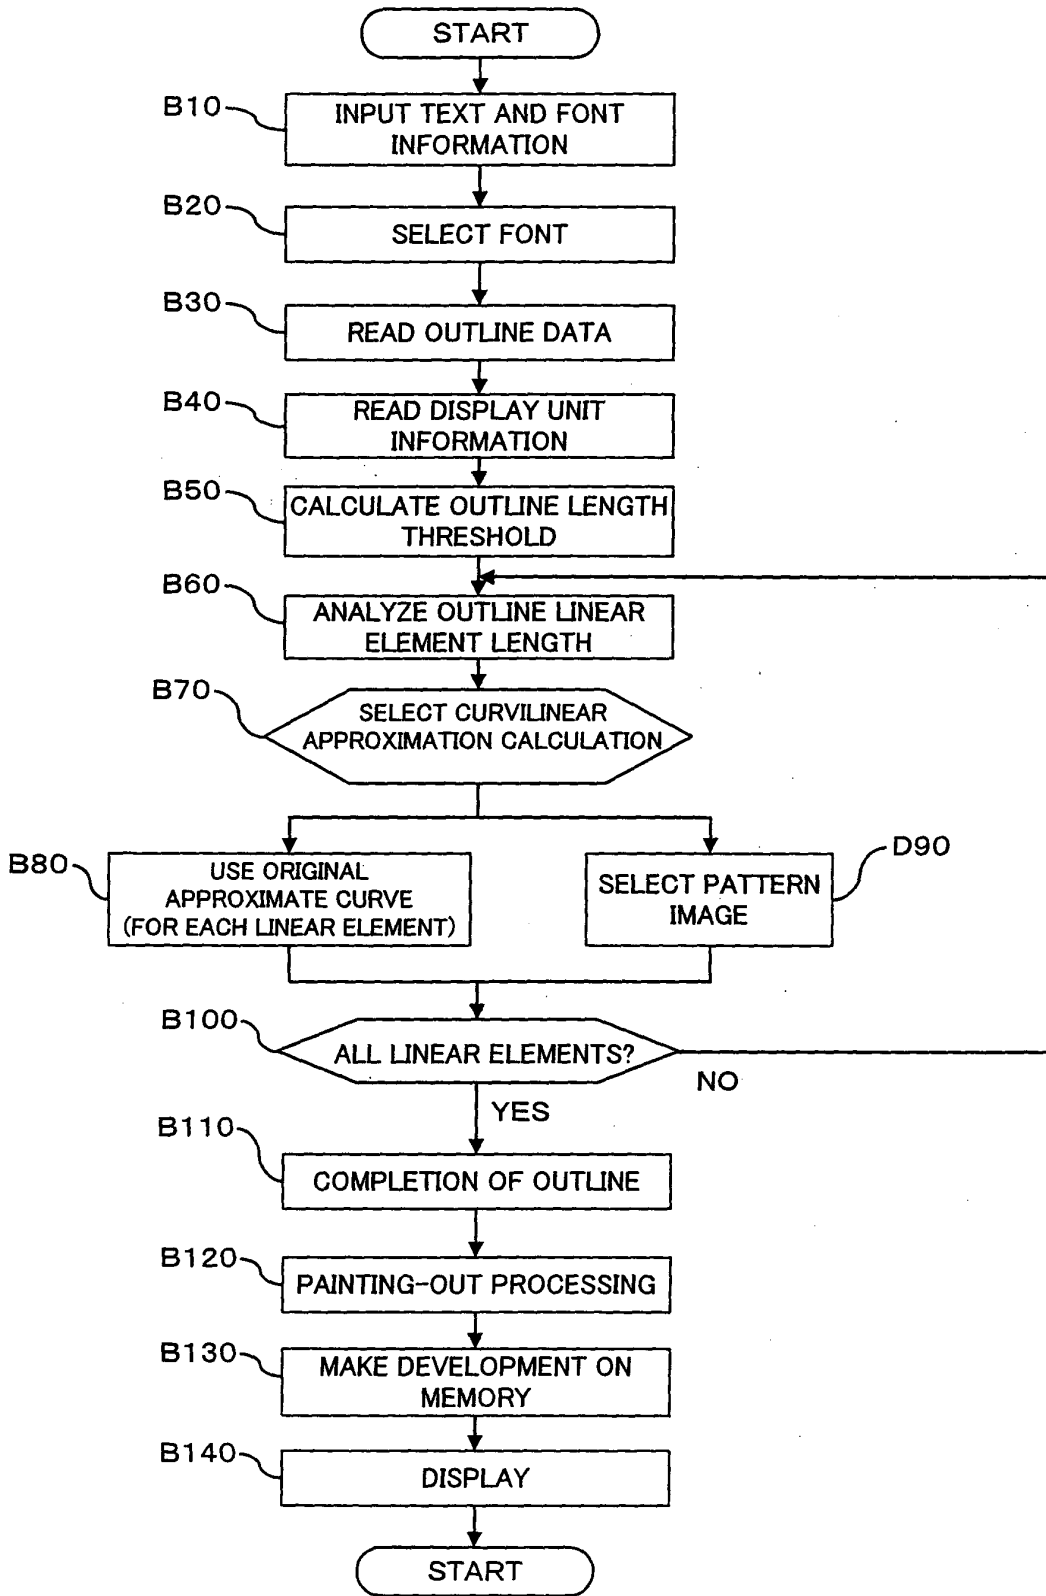 START
B10
INPUT TEXT AND FONT
INFORMATION
B20
SELECT FONT
B30
READ OUTLINE DATA
B40
READ DISPLAY UNIT
INFORMATION
B50
CALCULATE OUTLINE LENGTH
THRESHOLD
B60
ANALYZE OUTLINE LINEAR
ELEMENT LENGTH
B70
SELECT CURVILINEAR
APPROXIMATION CALCULATION
B80
USE ORIGINAL
APPROXIMATE CURVE
(FOR EACH LINEAR ELEMENT)
D90
SELECT PATTERN
IMAGE
B100
ALL LINEAR ELEMENTS?
NO
YES
B110
COMPLETION OF OUTLINE
B120
PAINTING-OUT PROCESSING
B130
MAKE DEVELOPMENT ON
MEMORY
B140
DISPLAY
START